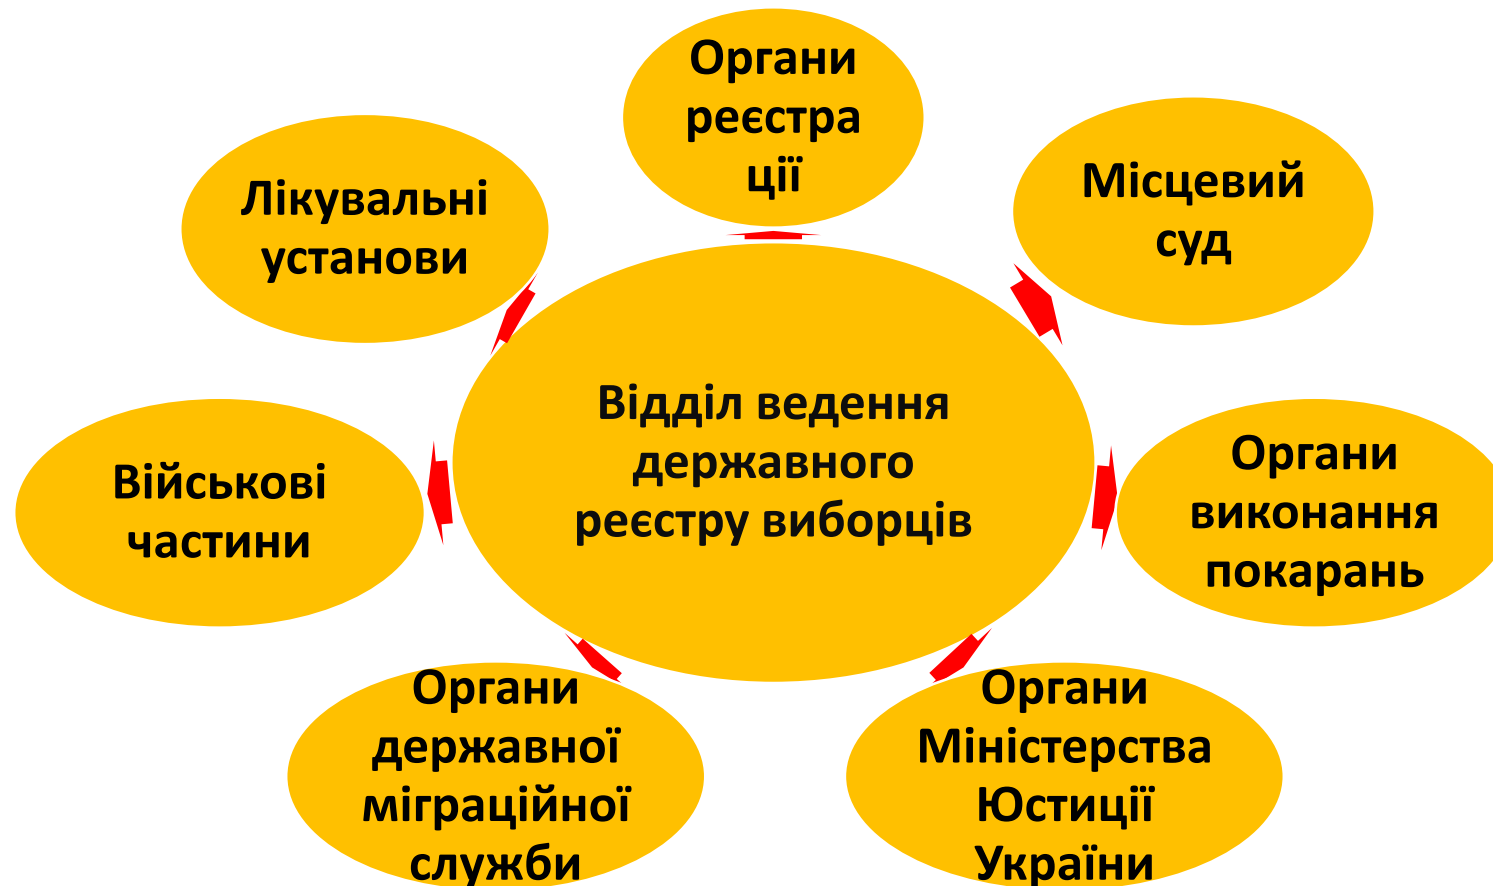 Органи
реєстра
ції
Місцевий
суд
Лікувальні
установи
Відділ ведення
державного
реєстру виборців
Військові
частини
Органи
виконання
покарань
Органи
державної
міграційної
служби
Органи
Міністерства
Юстиції
України